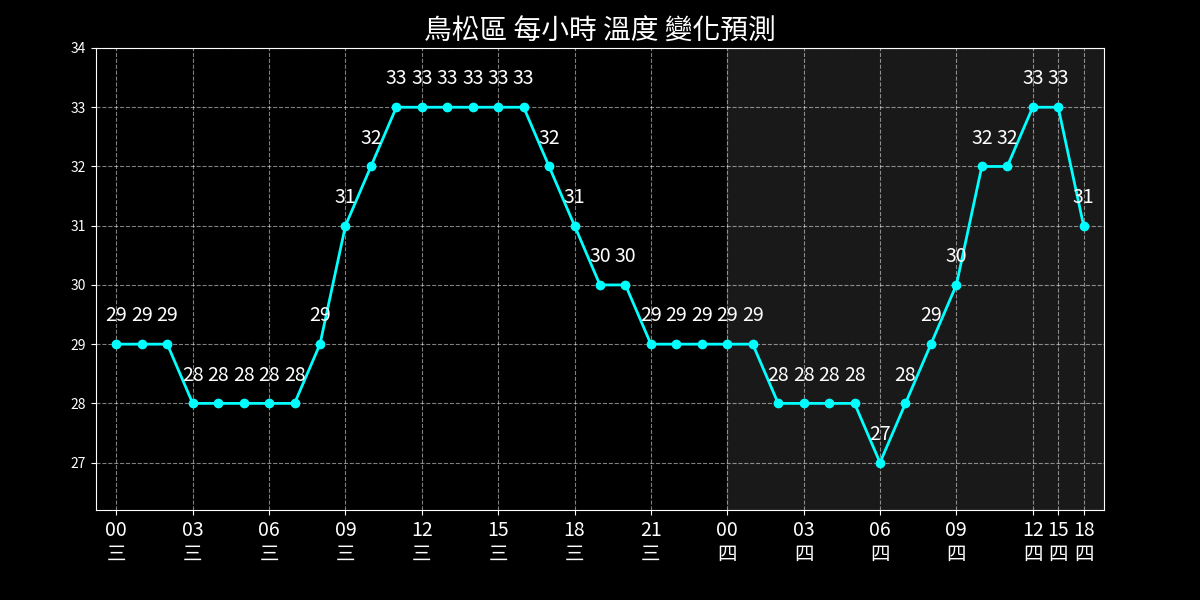 鳥松區 每小時 溫度 變化預測
34
33 33 33 33 33 33 33 33
33
32 32 32 32
32
31 31 31
31
30 30 30
30
29 29 29 29 29 29 29 29 29 29
29
28 28 28 28 28 28 28 28 28 28
28
27
27
00 03 06 09 12 15 18 21 00 03 06 09 12 15 18
三 三 三 三 三 三 三 三 四 四 四 四 四 四 四